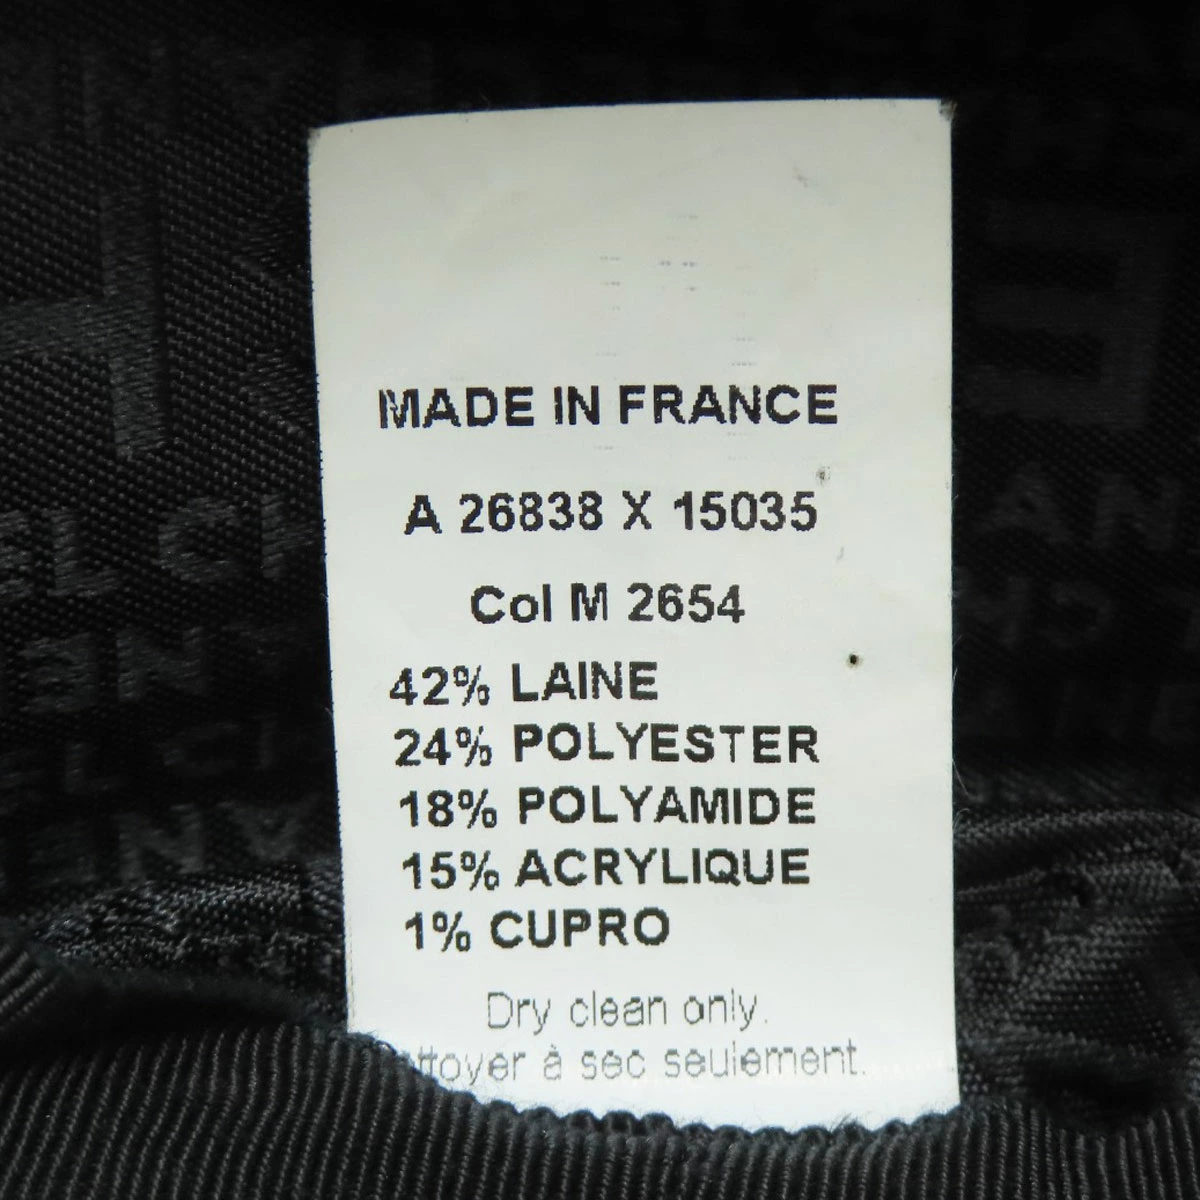 MADE IN FRANCE
A 26838 X 15035
Col M 2654
42% LAINE
24% POLYESTER
18% POLYAMIDE
15% ACRYLIQUE
1% CUPRO
Dry clean only.
à sec seulement.